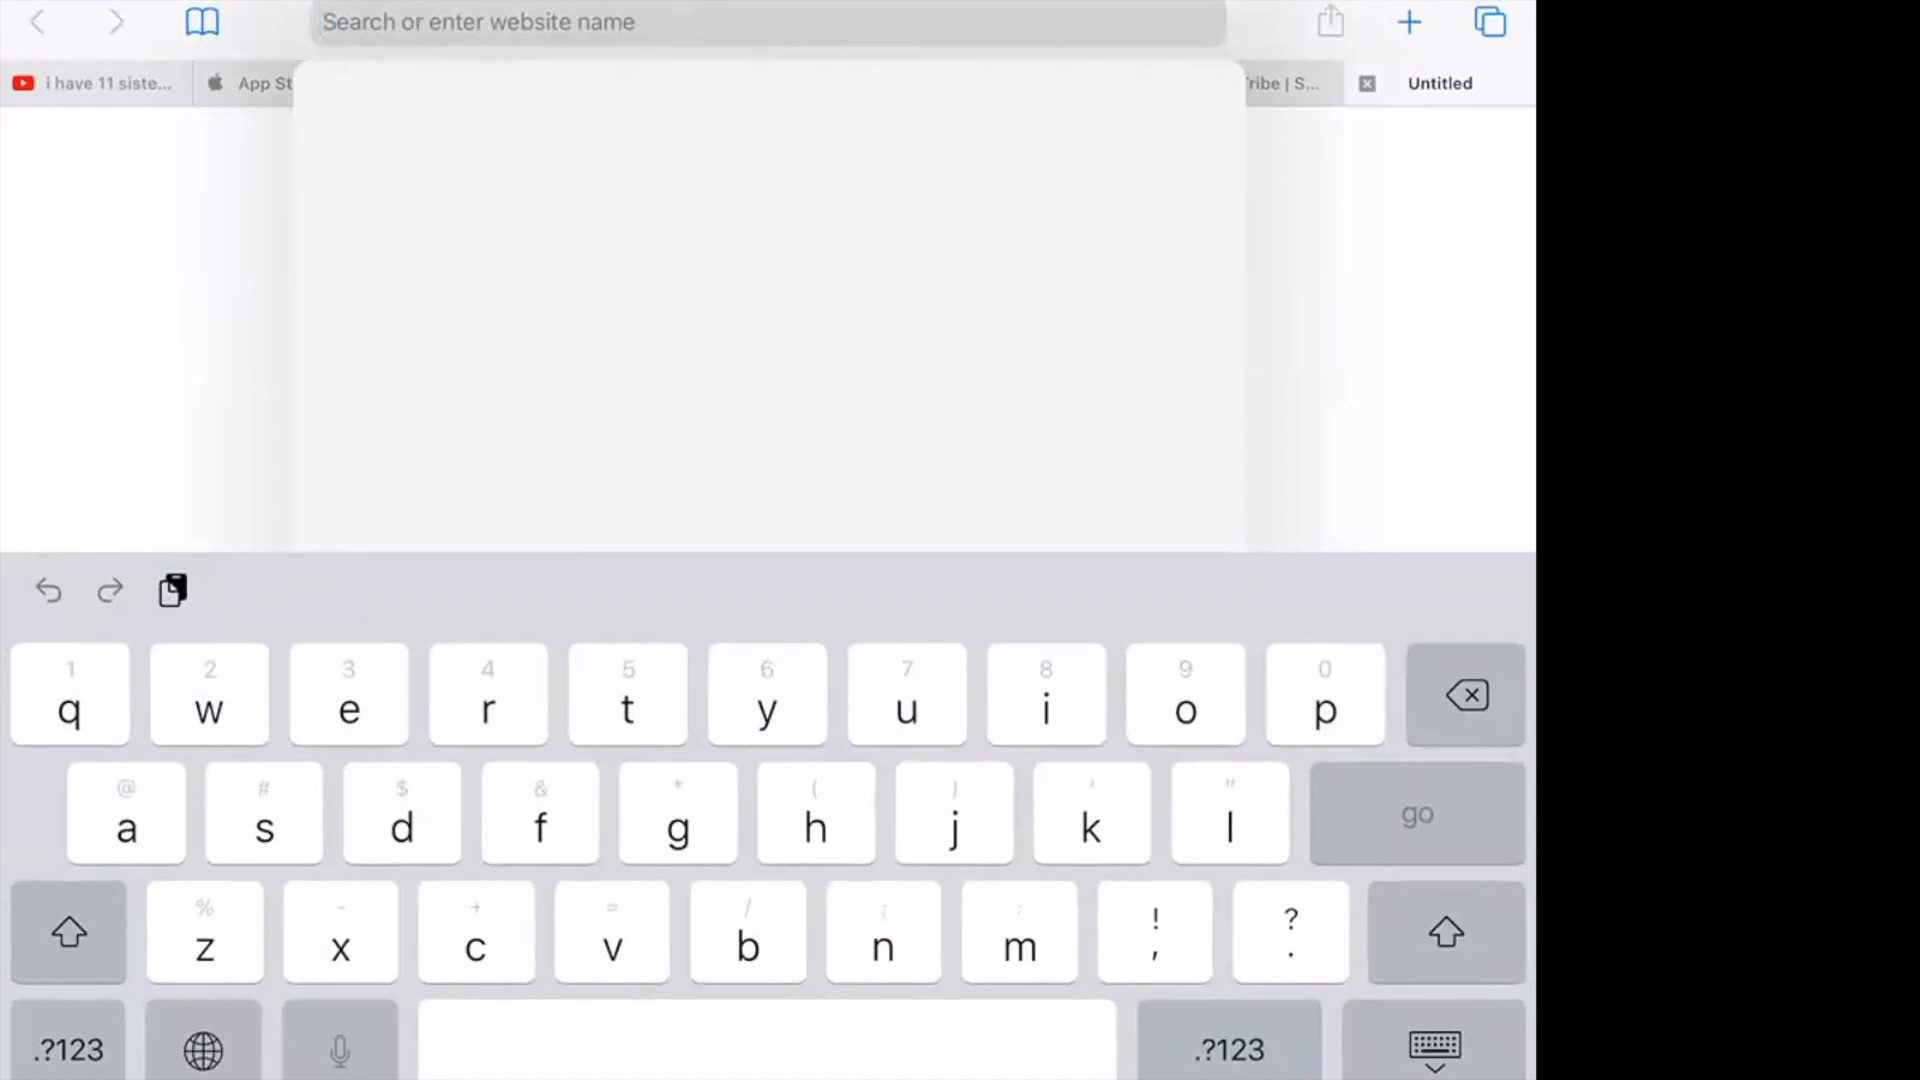 Search or enter website name
i have 11 siste... App St ribe | S... Untitled
1 2 3 4 5 6 7 8 9 0
q w e r t y u i o p
@ # $ & * ( ) ' "
a s d f g h j k l go
% - + = / ; : ! ?
z x c v b n m , .
.?123 .?123